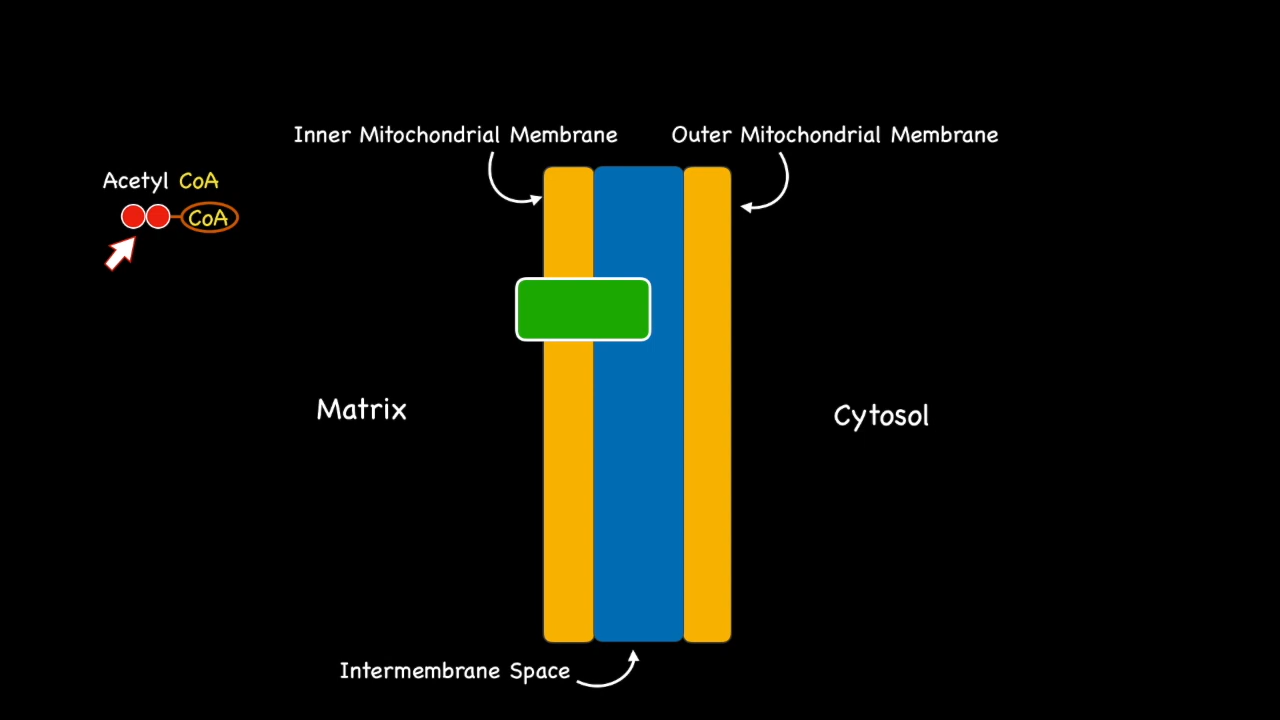 Inner Mitochondrial Membrane
Outer Mitochondrial Membrane
Acetyl CoA
CoA
Matrix
Cytosol
Intermembrane Space